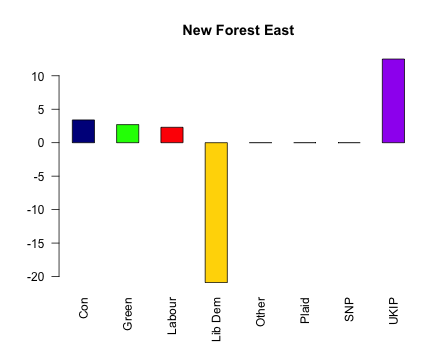 New Forest East
10
5
0
-5
-10
-15
-20
Con
Green
Labour
Lib Dem
Other
Plaid
SNP
UKIP